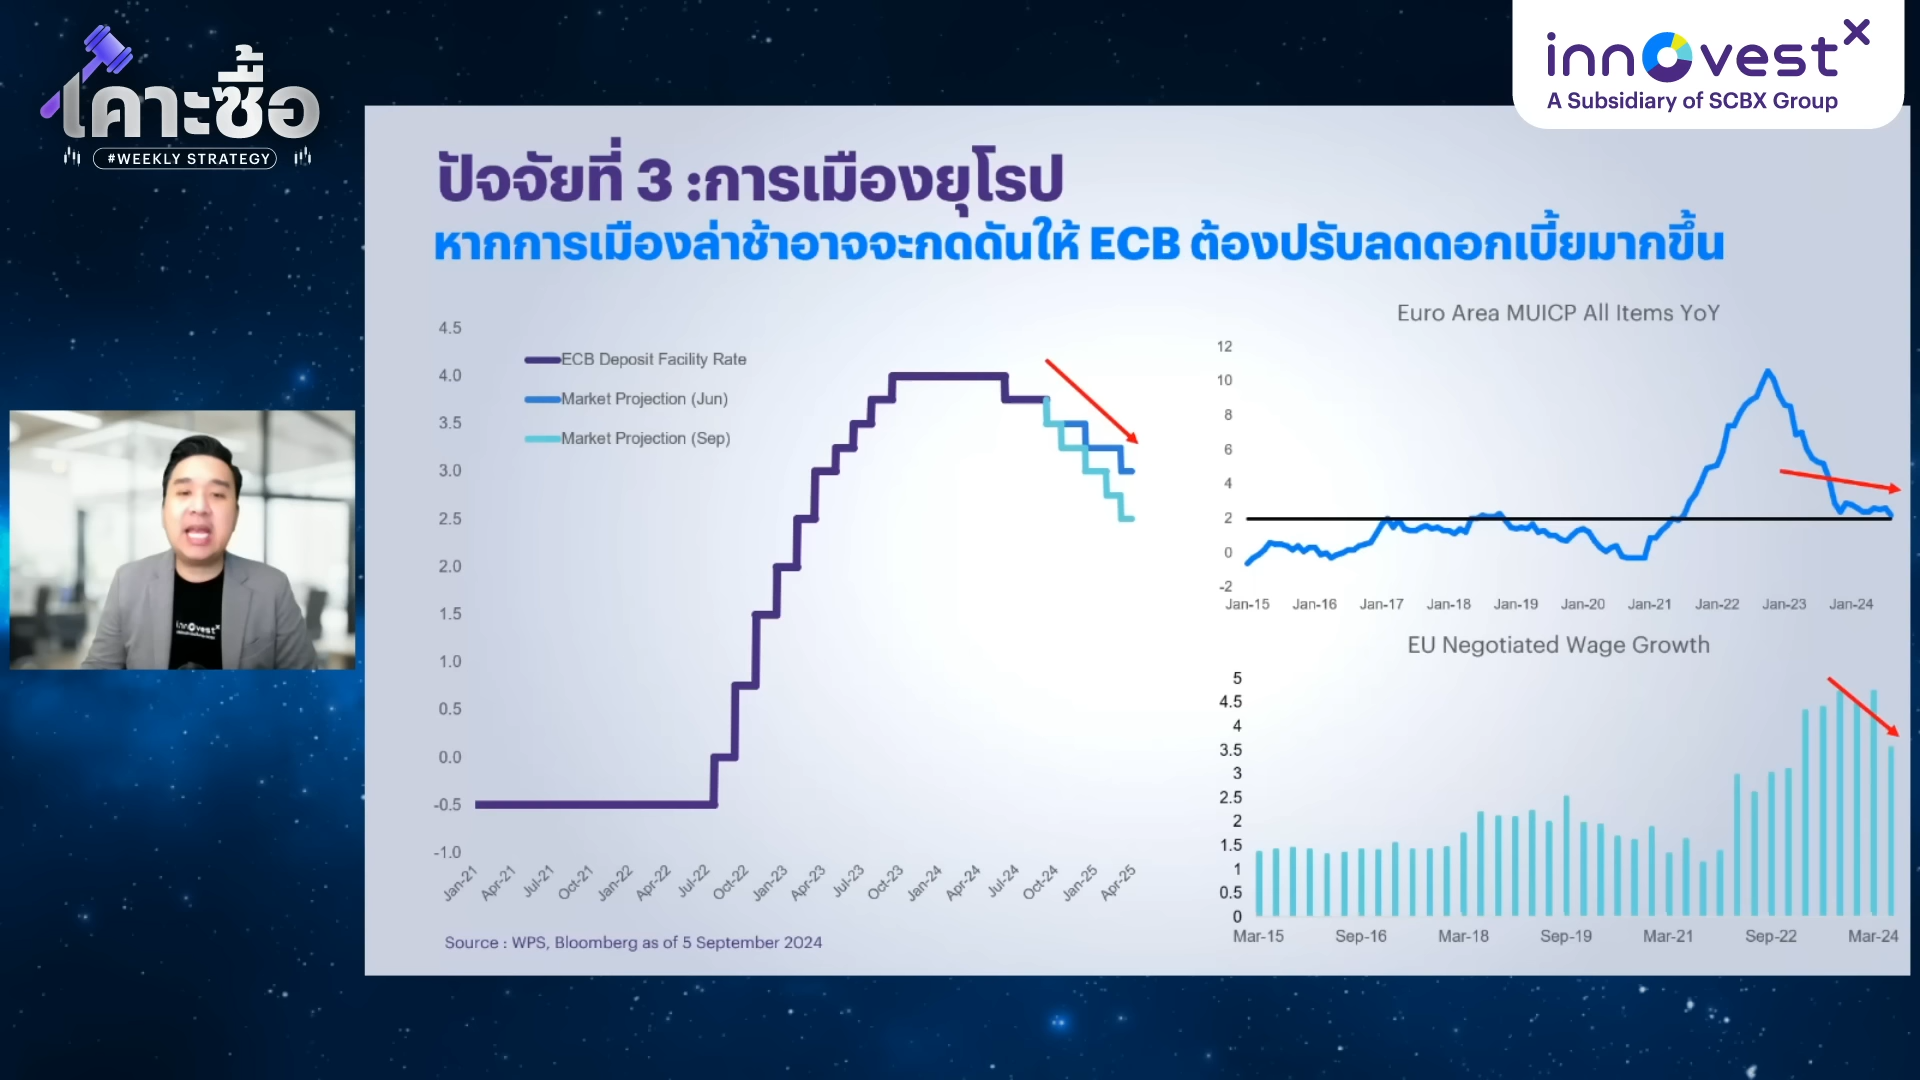 เคาะซื้อ
#WEEKLY STRATEGY
innovestx
A Subsidiary of SCBX Group
ปัจจัยที่ 3 :การเมืองยุโรป
หากการเมืองล่าช้าอาจจะกดดันให้ ECB ต้องปรับลดดอกเบี้ยมากขึ้น
4.5
4.0
3.5
3.0
2.5
2.0
1.5
1.0
0.5
0.0
-0.5
-1.0
ECB Deposit Facility Rate
Market Projection (Jun)
Market Projection (Sep)
Jan-21 Apr-21 Jul-21 Oct-21 Jan-22 Apr-22 Jul-22 Oct-22 Jan-23 Apr-23 Jul-23 Oct-23 Jan-24 Apr-24 Jul-24 Oct-24 Jan-25 Apr-25
Source : WPS, Bloomberg as of 5 September 2024
Euro Area MUICP All Items YoY
12
10
8
6
4
2
0
-2
Jan-15 Jan-16 Jan-17 Jan-18 Jan-19 Jan-20 Jan-21 Jan-22 Jan-23 Jan-24
EU Negotiated Wage Growth
5
4.5
4
3.5
3
2.5
2
1.5
1
0.5
0
Mar-15 Sep-16 Mar-18 Sep-19 Mar-21 Sep-22 Mar-24
innovestx